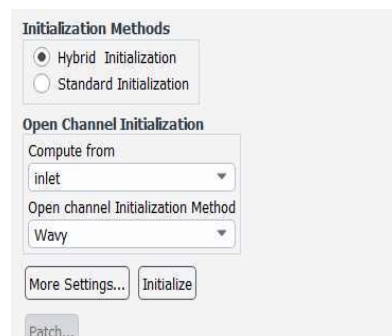 Initialization Methods
Hybrid Initialization
Standard Initialization
Open Channel Initialization
Compute from
inlet
Open channel Initialization Method
Wavy
More Settings... Initialize
Patch...